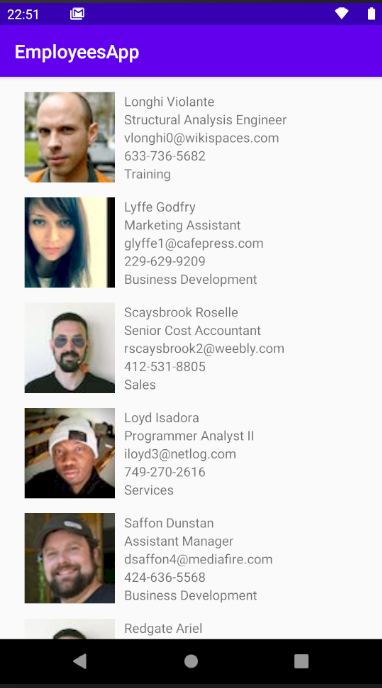 22:51
EmployeesApp
Longhi Violante
Structural Analysis Engineer
vlonghi0@wikispaces.com
633-736-5682
Training
Lyffe Godfry
Marketing Assistant
glyffe1@cafepress.com
229-629-9209
Business Development
Scaysbrook Roselle
Senior Cost Accountant
rscaysbrook2@weebly.com
412-531-8805
Sales
Loyd Isadora
Programmer Analyst II
iloyd3@netlog.com
749-270-2616
Services
Saffon Dunstan
Assistant Manager
dsaffon4@mediafire.com
424-636-5568
Business Development
Redgate Ariel